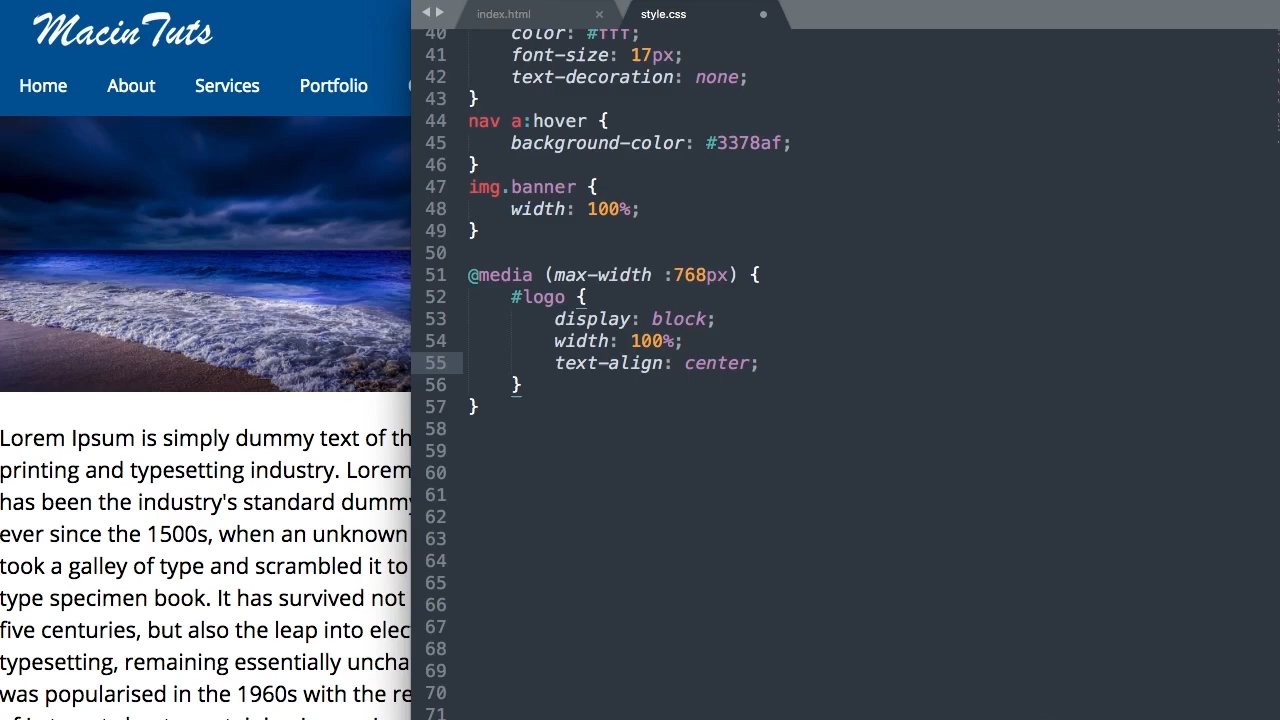 MacinTuts
Home About Services Portfolio
Lorem Ipsum is simply dummy text of th
printing and typesetting industry. Lorem
has been the industry's standard dummy
ever since the 1500s, when an unknown
took a galley of type and scrambled it to
type specimen book. It has survived not
five centuries, but also the leap into elec
typesetting, remaining essentially uncha
was popularised in the 1960s with the re
index.html × style.css
40 color: #fff;
41 font-size: 17px;
42 text-decoration: none;
43 }
44 nav a:hover {
45 background-color: #3378af;
46 }
47 img.banner {
48 width: 100%;
49 }
50
51 @media (max-width :768px) {
52 #logo {
53 display: block;
54 width: 100%;
55 text-align: center;
56 }
57 }
58
59
60
61
62
63
64
65
66
67
68
69
70
71